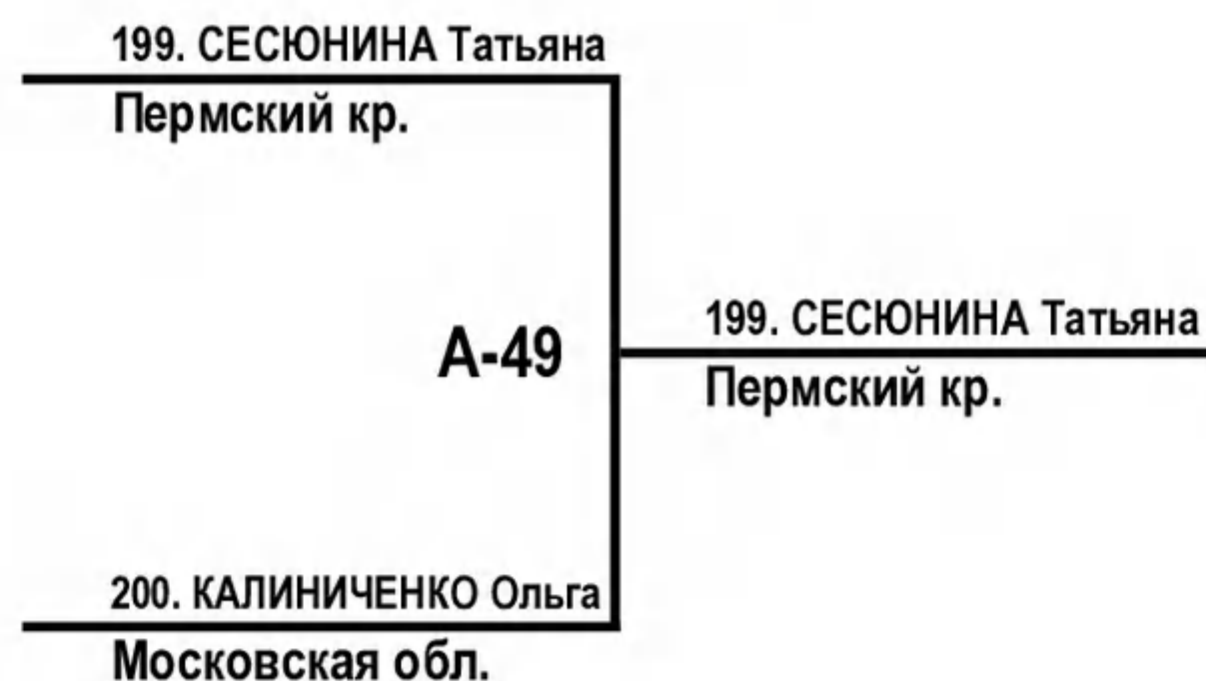 199. СЕСЮНИНА Татьяна
Пермский кр.
А-49
199. СЕСЮНИНА Татьяна
Пермский кр.
200. КАЛИНИЧЕНКО Ольга
Московская обл.